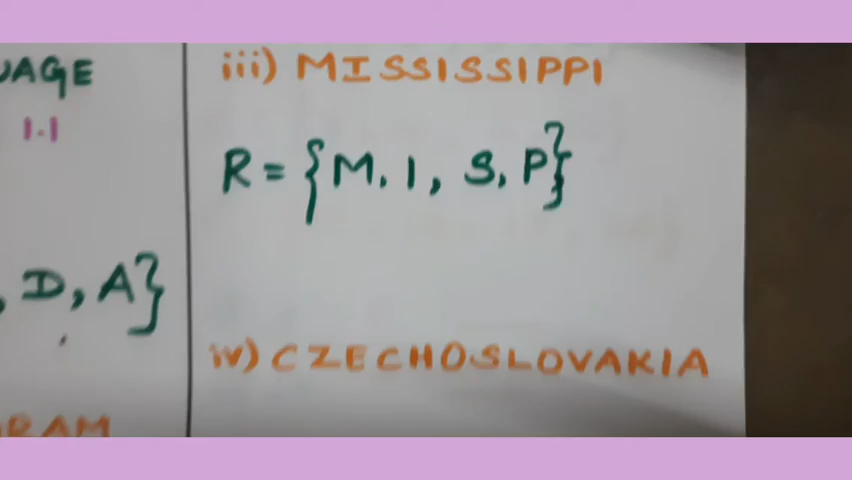 UAGE
1.1
, D, A}
RAM
iii) MISSISSIPPI
R = {M, I, S, P}
iv) CZECHOSLOVAKIA